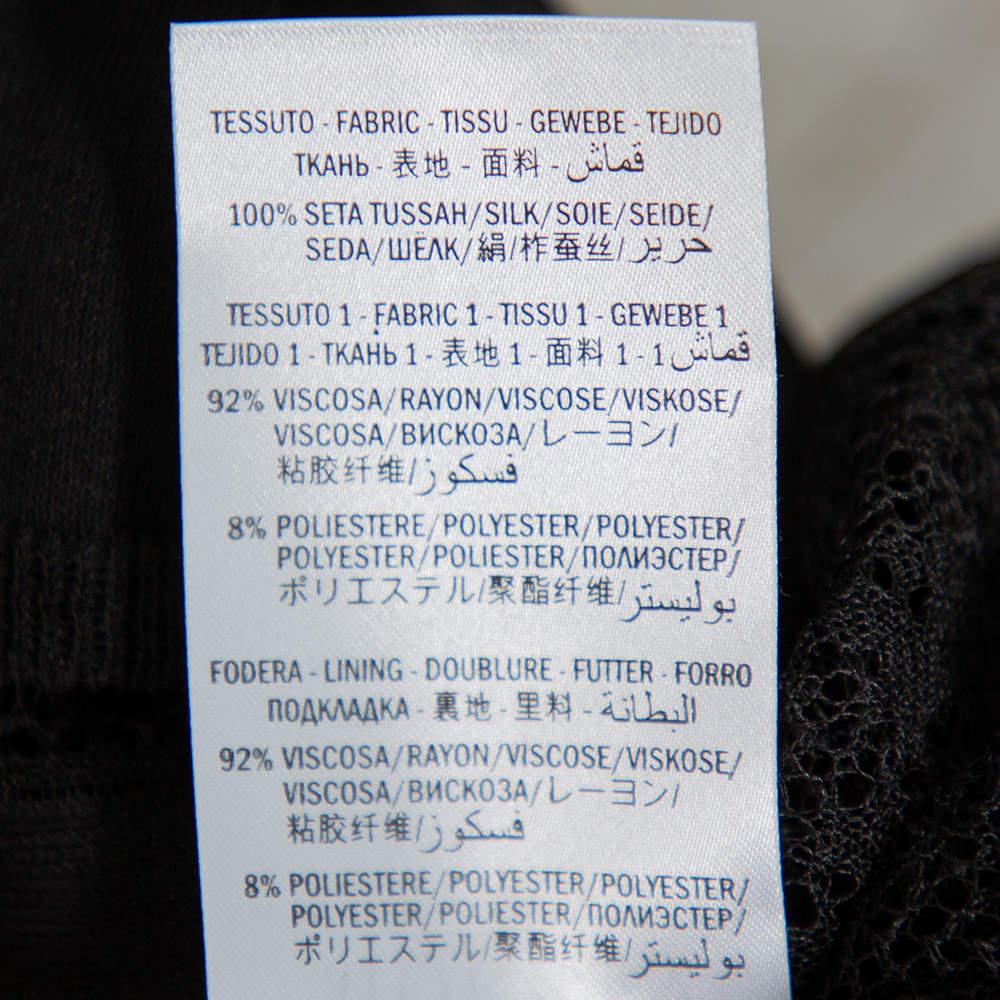 TESSUTO - FABRIC - TISSU - GEWEBE - TEJIDO
ТКАНЬ - 表地 - 面料 - قماش
100% SETA TUSSAH/SILK/SOIE/SEIDE/
SEDA/ШЁЛК/絹/柞蚕丝/حرير
TESSUTO 1 - FABRIC 1 - TISSU 1 - GEWEBE 1
TEJIDO 1 - ТКАНЬ 1 - 表地 1 - 面料 1 - 1 قماش
92% VISCOSA/RAYON/VISCOSE/VISKOSE/
VISCOSA/ВИСКОЗА/レーヨン/
粘胶纤维/فسكوز
8% POLIESTERE/POLYESTER/POLYESTER/
POLYESTER/POLIESTER/ПОЛИЭСТЕР/
ポリエステル/聚酯纤维/بوليستر
FODERA - LINING - DOUBLURE - FUTTER - FORRO
ПОДКЛАДКА - 裏地 - 里料 - البطانة
92% VISCOSA/RAYON/VISCOSE/VISKOSE/
VISCOSA/ВИСКОЗА/レーヨン/
粘胶纤维/فسكوز
8% POLIESTERE/POLYESTER/POLYESTER/
POLYESTER/POLIESTER/ПОЛИЭСТЕР/
ポリエステル/聚酯纤维/بوليستر